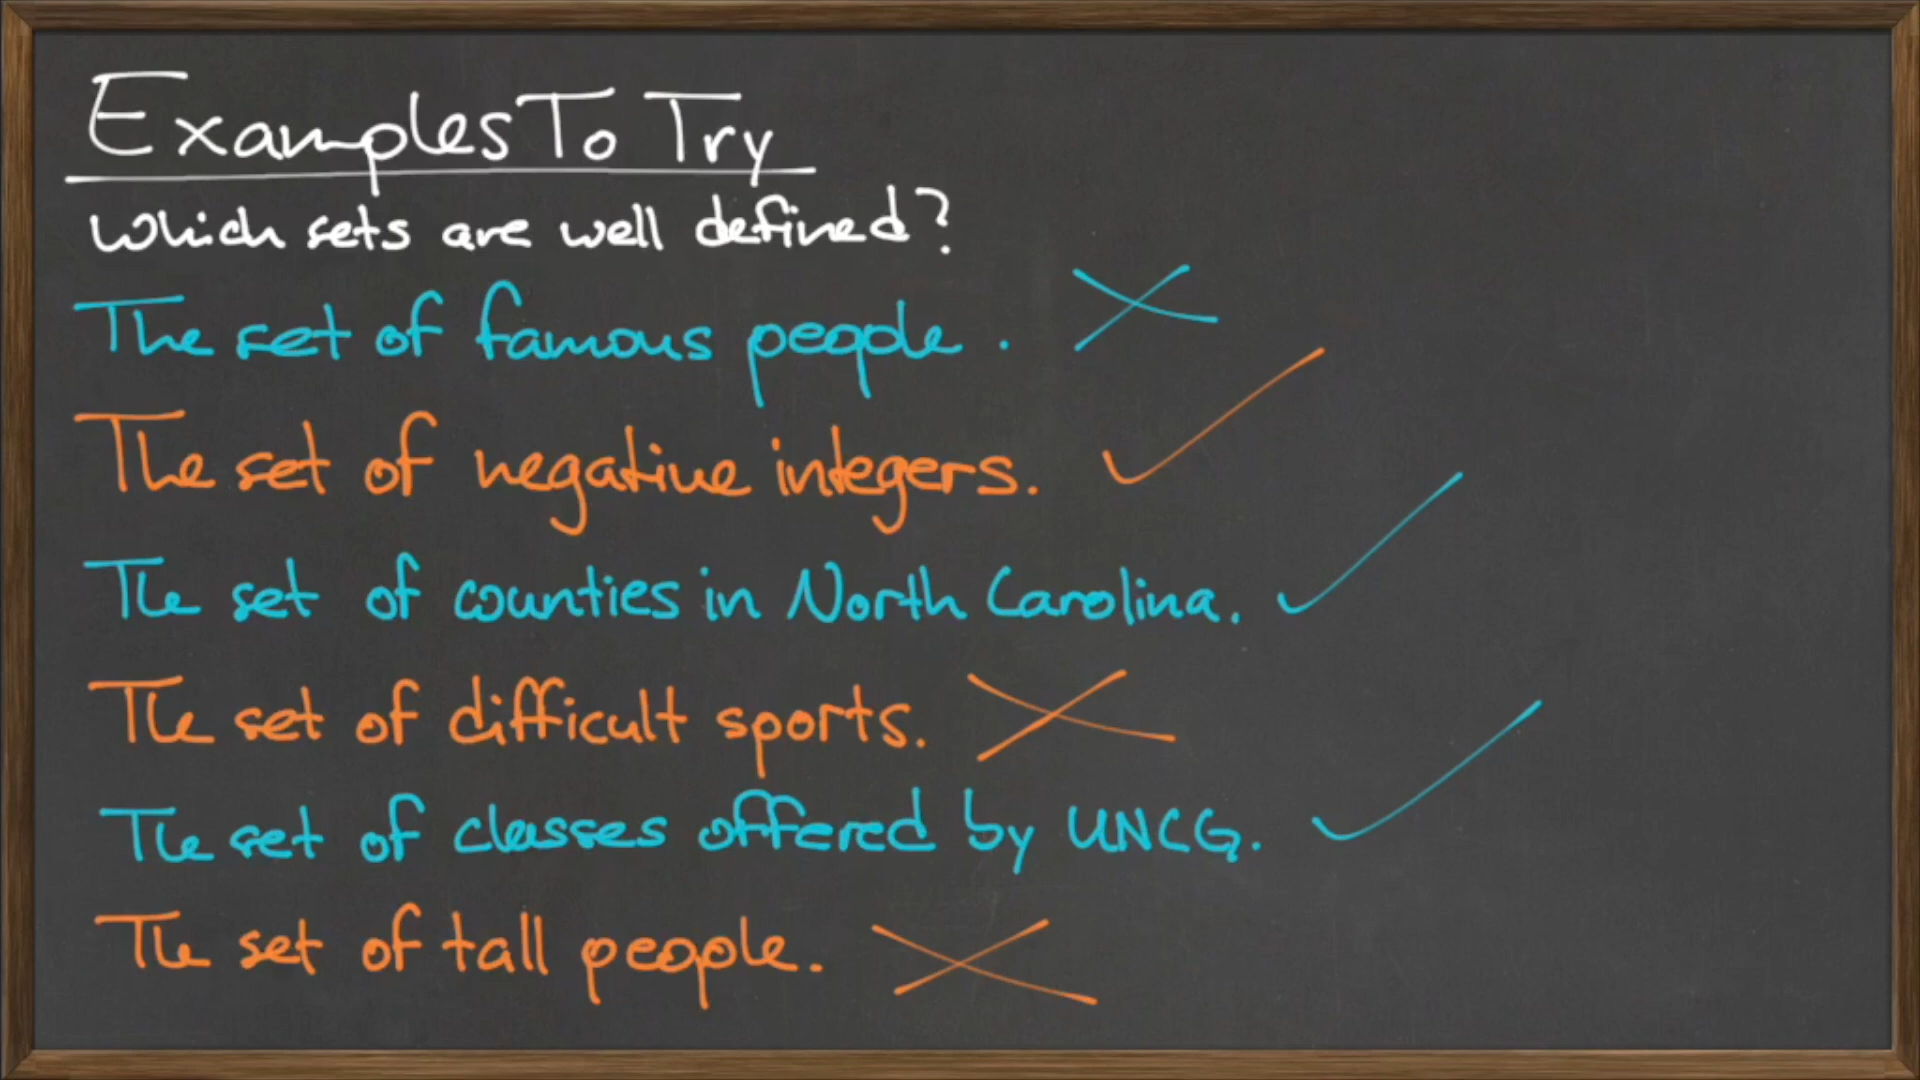 Examples To Try
Which sets are well defined?
The set of famous people.
The set of negative integers.
The set of counties in North Carolina.
The set of difficult sports.
The set of classes offered by UNCG.
The set of tall people.